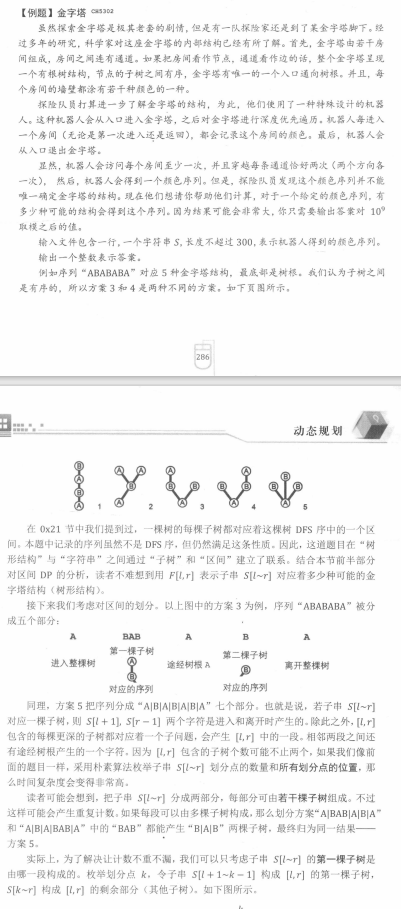 【例题】金字塔 CH5302
虽然探索金字塔是极其老套的剧情,但是有一队探险家还是到了某金字塔脚下。经
过多年的研究,科学家对这座金字塔的内部结构已经有所了解。首先,金字塔由若干房
间组成,房间之间连有通道。如果把房间看作节点,通道看作边的话,整个金字塔呈现
一个有根树结构,节点的子树之间有序,金字塔有唯一的一个入口通向树根。并且,每
个房间的墙壁都涂有若干种颜色的一种。
探险队员打算进一步了解金字塔的结构,为此,他们使用了一种特殊设计的机器
人。这种机器人会从入口进入金字塔,之后对金字塔进行深度优先遍历。机器人每进入
一个房间(无论是第一次进入还是返回),都会记录这个房间的颜色。最后,机器人会
从入口退出金字塔。
显然,机器人会访问每个房间至少一次,并且穿越每条通道恰好两次(两个方向各
一次),然后,机器人会得到一个颜色序列。但是,探险队员发现这个颜色序列并不能
唯一确定金字塔的结构。现在他们想请你帮助他们计算,对于一个给定的颜色序列,有
多少种可能的结构会得到这个序列。因为结果可能会非常大,你只需要输出答案对 10⁹
取模之后的值。
输入文件包含一行,一个字符串 S,长度不超过 300,表示机器人得到的颜色序列。
输出一个整数表示答案。
例如序列“ABABABA”对应 5 种金字塔结构,最底部是树根。我们认为子树之间
是有序的,所以方案 3 和 4 是两种不同的方案。如下页图所示。
286
动态规划
B A A A B B
A B A B B A B
B A
A 1 B 2 A 3 A 4 A 5
在 0x21 节中我们提到过,一棵树的每棵子树都对应着这棵树 DFS 序中的一个区
间。本题中记录的序列虽然不是 DFS 序,但仍然满足这条性质。因此,这道题目在“树
形结构”与“字符串”之间通过“子树”和“区间”建立了联系。结合本节前半部分
对区间 DP 的分析,读者不难想到用 F[l,r] 表示子串 S[l~r] 对应着多少种可能的金
字塔结构(树形结构)。
接下来我们考虑对区间的划分。以上图中的方案 3 为例,序列“ABABABA”被分
成五个部分:
A BAB A B A
进入整棵树 第一棵子树 途经树根 A 第二棵子树 离开整棵树
A B B
对应的序列 对应的序列
同理,方案 5 把序列分成“A|B|A|B|A|B|A”七个部分。也就是说,若子串 S[l~r]
对应一棵子树,则 S[l + 1], S[r − 1] 两个字符是进入和离开时产生的。除此之外,[l,r]
包含的每棵更深的子树都对应着一个子问题,会产生 [l,r] 中的一段。相邻两段之间还
有途经树根产生的一个字符。因为 [l,r] 包含的子树个数可能不止两个,如果我们像前
面的题目一样,采用朴素算法枚举子串 S[l~r] 划分点的数量和所有划分点的位置,那
么时间复杂度会变得非常高。
读者可能会想到,把子串 S[l~r] 分成两部分,每部分可由若干棵子树组成。不过
这样可能会产生重复计数。如果每段可以由多棵子树构成,那么划分方案“A|BAB|A|B|A”
和“A|B|A|BAB|A”中的“BAB”都能产生“B|A|B”两棵子树,最终归为同一结果——
方案 5。
实际上,为了解决让计数不重不漏,我们可以只考虑子串 S[l~r] 的第一棵子树是
由哪一段构成的。枚举划分点 k,令子串 S[l + 1~k − 1] 构成 [l,r] 的第一棵子树,
S[k~r] 构成 [l,r] 的剩余部分(其他子树)。如下图所示。